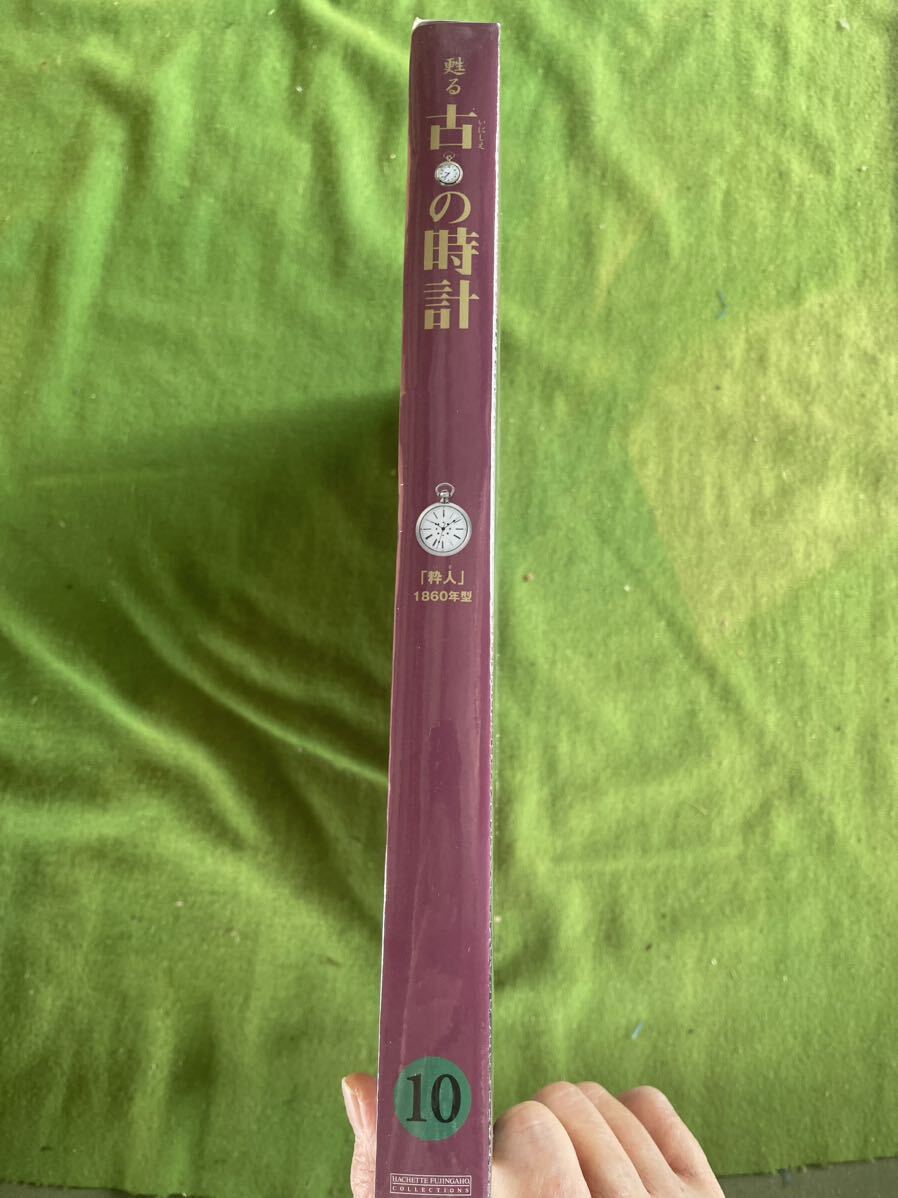 甦る
古の時計
いにしえ
「粋人」
1860年型
10
HACHETTE FUJINGAHO
COLLECTIONS